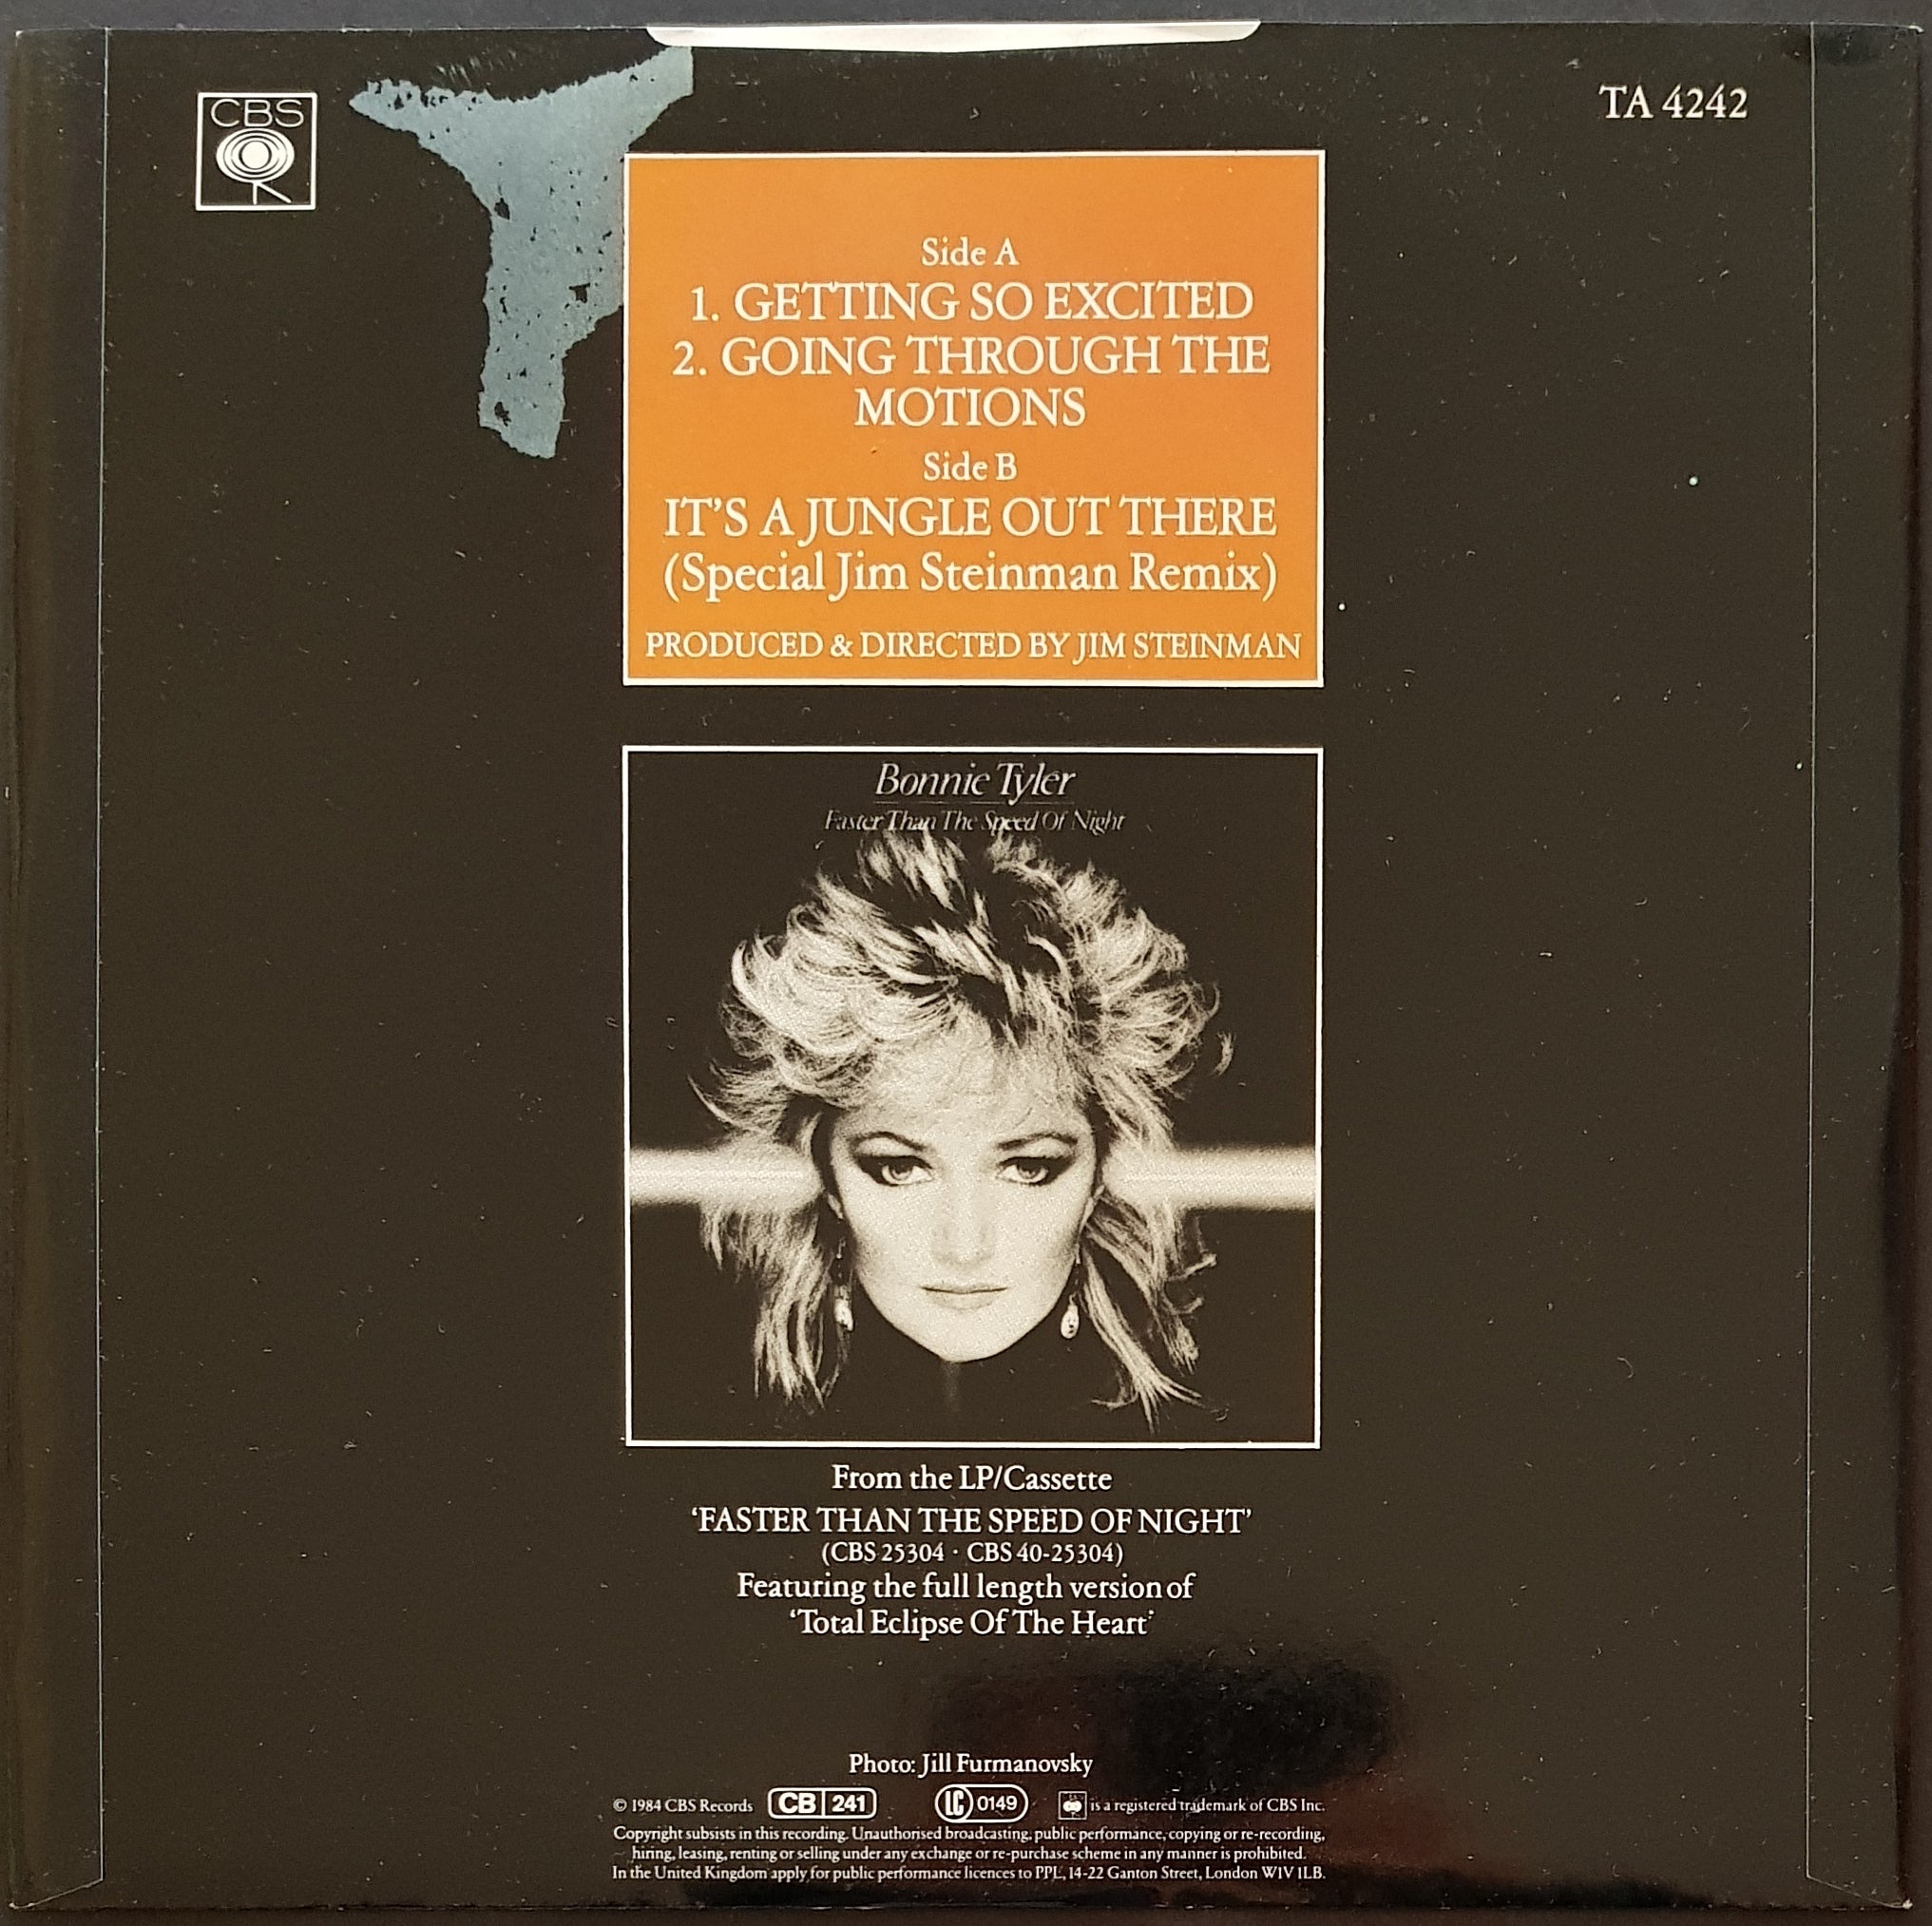 CBS
TA 4242
Side A
1. GETTING SO EXCITED
2. GOING THROUGH THE
MOTIONS
Side B
IT'S A JUNGLE OUT THERE
(Special Jim Steinman Remix)
PRODUCED & DIRECTED BY JIM STEINMAN
Bonnie Tyler
Faster Than The Speed Of Night
From the LP/Cassette
‘FASTER THAN THE SPEED OF NIGHT’
(CBS 25304 · CBS 40-25304)
Featuring the full length version of
‘Total Eclipse Of The Heart’
Photo: Jill Furmanovsky
© 1984 CBS Records CB 241 LC 0149 is a registered trademark of CBS Inc.
Copyright subsists in this recording. Unauthorised broadcasting, public performance, copying or re-recording,
hiring, leasing, renting or selling under any exchange or re-purchase scheme in any manner is prohibited.
In the United Kingdom apply for public performance licences to PPL, 14-22 Ganton Street, London W1V 1LB.